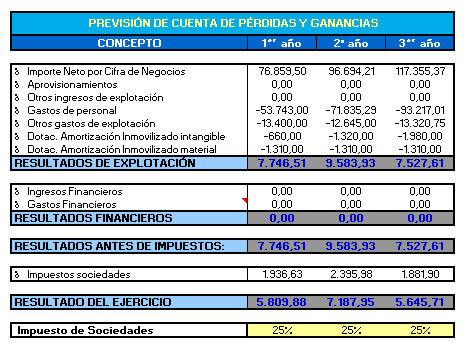 PREVISIÓN DE CUENTA DE PÉRDIDAS Y GANANCIAS
CONCEPTO 1er año 2º año 3er año
Importe Neto por Cifra de Negocios 76.859,50 96.694,21 117.355,37
Aprovisionamientos 0,00 0,00 0,00
Otros ingresos de explotación 0,00 0,00 0,00
Gastos de personal -53.743,00 -71.835,29 -93.217,01
Otros gastos de explotación -13.400,00 -12.645,00 -13.320,75
Dotac. Amortización Inmovilizado intangible -660,00 -1.320,00 -1.980,00
Dotac. Amortización Inmovilizado material -1.310,00 -1.310,00 -1.310,00
RESULTADOS DE EXPLOTACIÓN 7.746,51 9.583,93 7.527,61
Ingresos Financieros 0,00 0,00 0,00
Gastos Financieros 0,00 0,00 0,00
RESULTADOS FINANCIEROS 0,00 0,00 0,00
RESULTADOS ANTES DE IMPUESTOS: 7.746,51 9.583,93 7.527,61
Impuestos sociedades 1.936,63 2.395,98 1.881,90
RESULTADO DEL EJERCICIO 5.809,88 7.187,95 5.645,71
Impuesto de Sociedades 25% 25% 25%